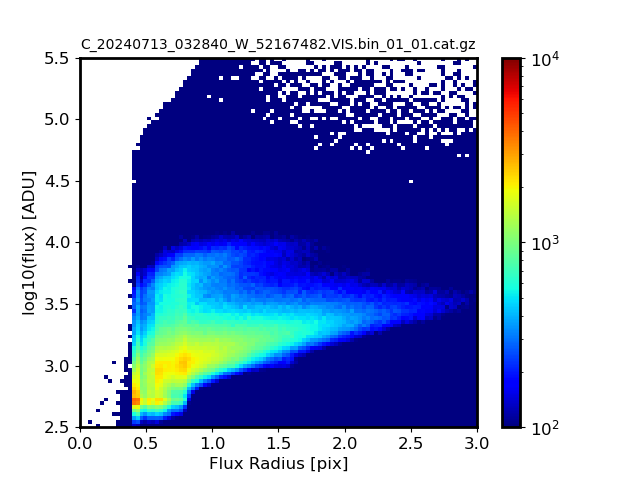 C_20240713_032840_W_52167482.VIS.bin_01_01.cat.gz
5.5
5.0
4.5
4.0
3.5
3.0
2.5
log10(flux) [ADU]
0.0 0.5 1.0 1.5 2.0 2.5 3.0
Flux Radius [pix]
10^4
10^3
10^2